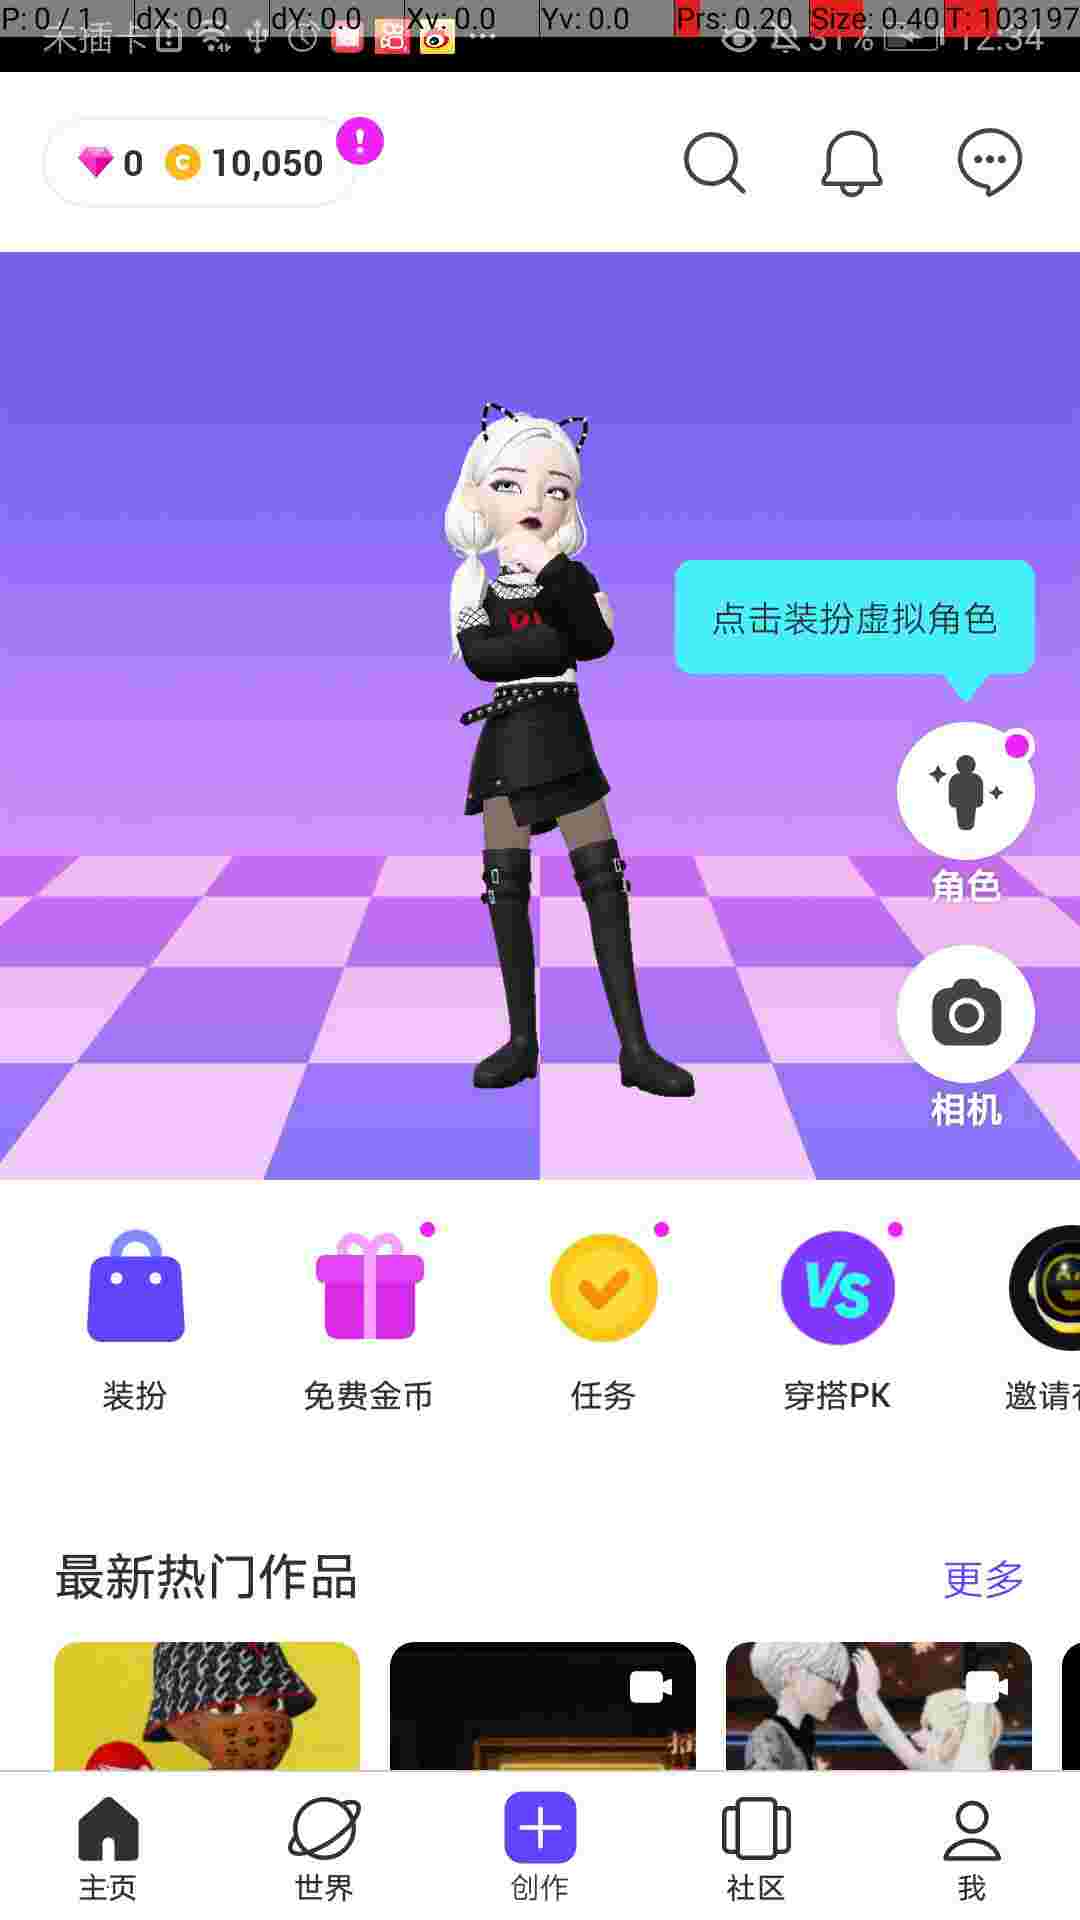 P: 0 / 1 dX: 0.0 dY: 0.0 Xv: 0.0 Yv: 0.0 Prs: 0.20 Size: 0.40 T: 103197
未插卡 31% 12:34
0 10,050
点击装扮虚拟角色
角色
相机
VS
装扮 免费金币 任务 穿搭PK 邀请
最新热门作品 更多
主页 世界 创作 社区 我